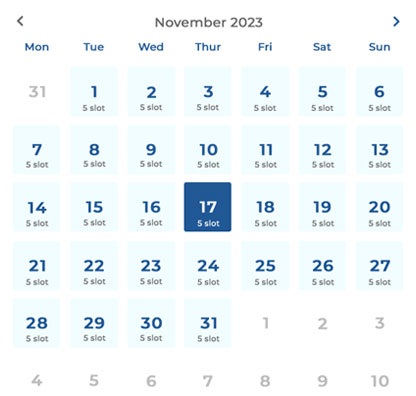 November 2023
Mon Tue Wed Thur Fri Sat Sun
31 1 2 3 4 5 6
5 slot 5 slot 5 slot 5 slot 5 slot 5 slot
7 8 9 10 11 12 13
5 slot 5 slot 5 slot 5 slot 5 slot 5 slot 5 slot
14 15 16 17 18 19 20
5 slot 5 slot 5 slot 5 slot 5 slot 5 slot 5 slot
21 22 23 24 25 26 27
5 slot 5 slot 5 slot 5 slot 5 slot 5 slot 5 slot
28 29 30 31 1 2 3
5 slot 5 slot 5 slot 5 slot
4 5 6 7 8 9 10